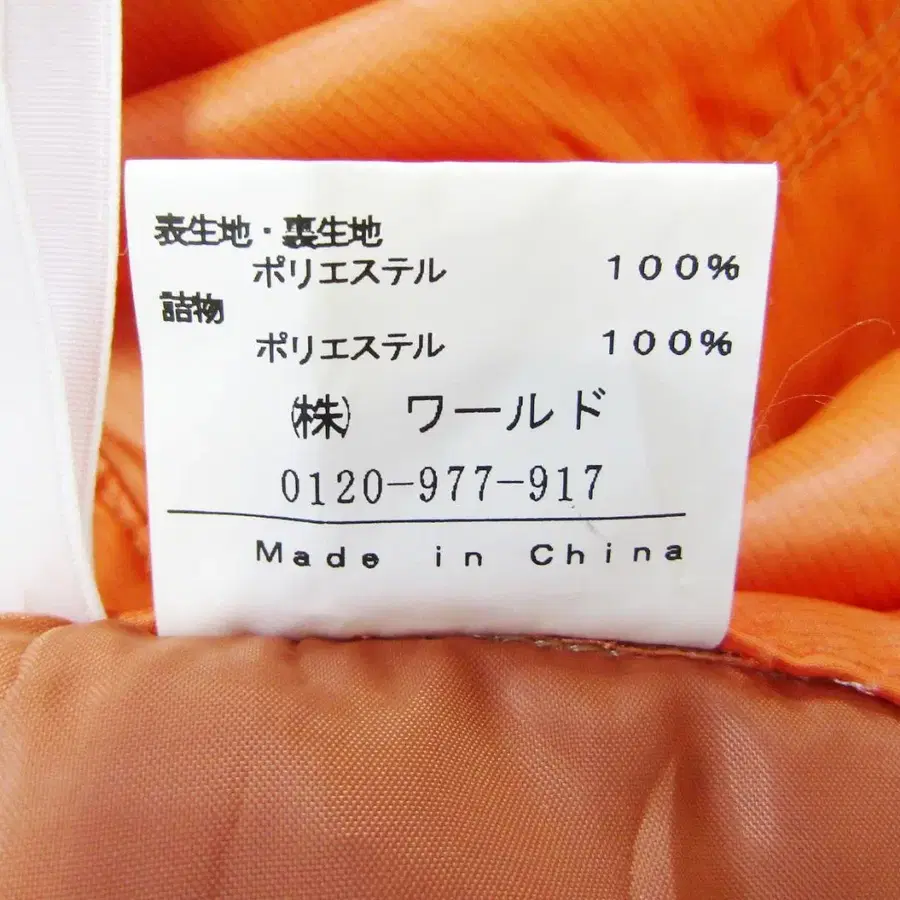 表生地・裏生地
ポリエステル 100%
詰物
ポリエステル 100%
㈱ ワールド
0120-977-917
Made in China